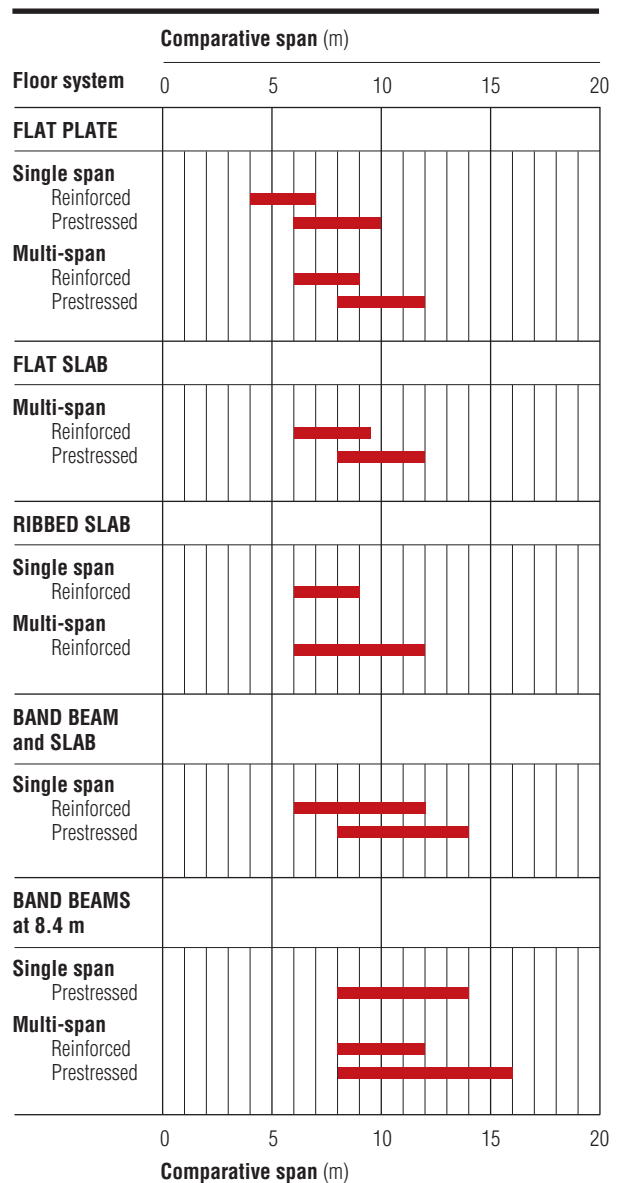 Comparative span (m)
Floor system 0 5 10 15 20
FLAT PLATE
Single span
Reinforced
Prestressed
Multi-span
Reinforced
Prestressed
FLAT SLAB
Multi-span
Reinforced
Prestressed
RIBBED SLAB
Single span
Reinforced
Multi-span
Reinforced
BAND BEAM
and SLAB
Single span
Reinforced
Prestressed
BAND BEAMS
at 8.4 m
Single span
Prestressed
Multi-span
Reinforced
Prestressed
0 5 10 15 20
Comparative span (m)